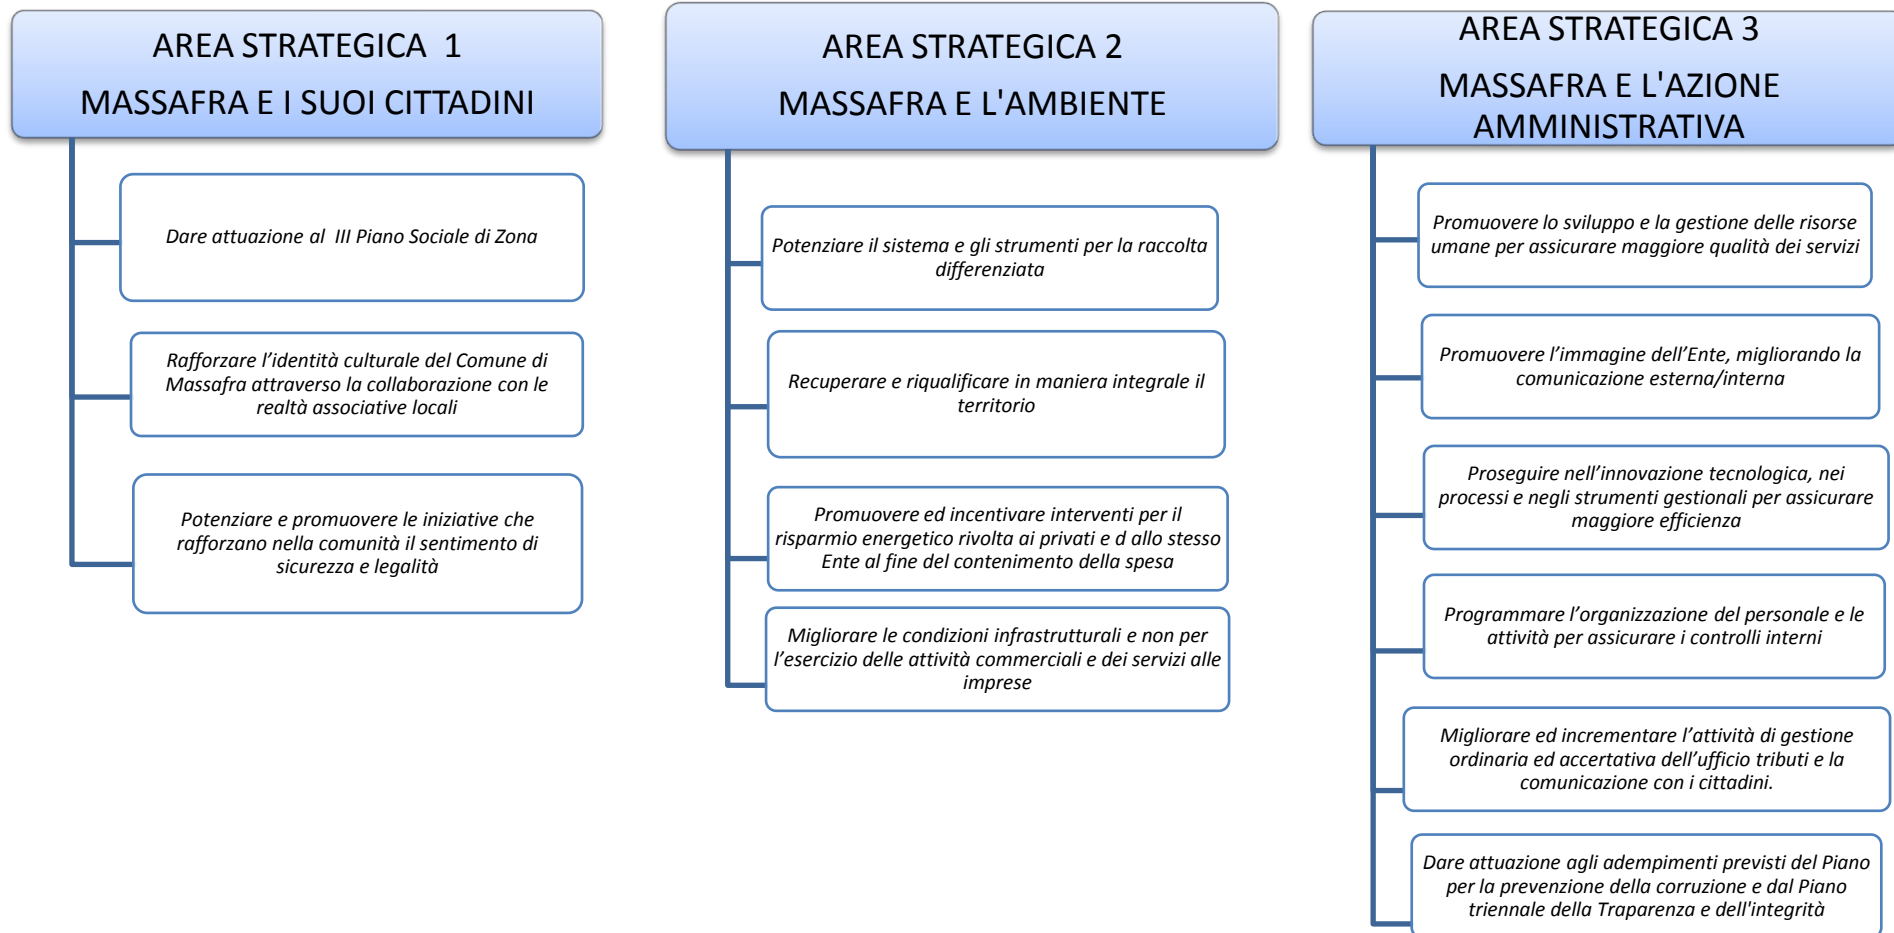 AREA STRATEGICA 1
MASSAFRA E I SUOI CITTADINI
Dare attuazione al III Piano Sociale di Zona
Rafforzare l’identità culturale del Comune di
Massafra attraverso la collaborazione con le
realtà associative locali
Potenziare e promuovere le iniziative che
rafforzano nella comunità il sentimento di
sicurezza e legalità
AREA STRATEGICA 2
MASSAFRA E L'AMBIENTE
Potenziare il sistema e gli strumenti per la raccolta
differenziata
Recuperare e riqualificare in maniera integrale il
territorio
Promuovere ed incentivare interventi per il
risparmio energetico rivolta ai privati e d allo stesso
Ente al fine del contenimento della spesa
Migliorare le condizioni infrastrutturali e non per
l’esercizio delle attività commerciali e dei servizi alle
imprese
AREA STRATEGICA 3
MASSAFRA E L'AZIONE
AMMINISTRATIVA
Promuovere lo sviluppo e la gestione delle risorse
umane per assicurare maggiore qualità dei servizi
Promuovere l’immagine dell’Ente, migliorando la
comunicazione esterna/interna
Proseguire nell’innovazione tecnologica, nei
processi e negli strumenti gestionali per assicurare
maggiore efficienza
Programmare l’organizzazione del personale e le
attività per assicurare i controlli interni
Migliorare ed incrementare l’attività di gestione
ordinaria ed accertativa dell’ufficio tributi e la
comunicazione con i cittadini.
Dare attuazione agli adempimenti previsti del Piano
per la prevenzione della corruzione e dal Piano
triennale della Traparenza e dell'integrità